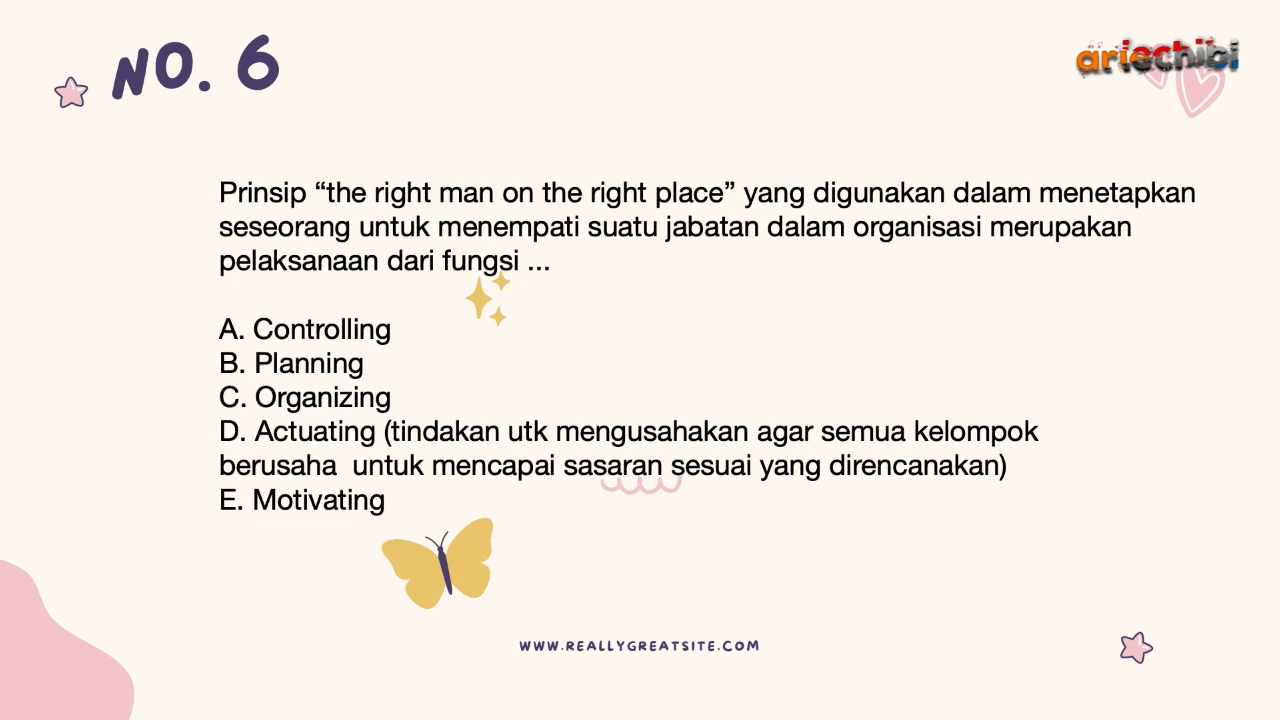 NO. 6
ariechibi
Prinsip “the right man on the right place” yang digunakan dalam menetapkan
seseorang untuk menempati suatu jabatan dalam organisasi merupakan
pelaksanaan dari fungsi ...
A. Controlling
B. Planning
C. Organizing
D. Actuating (tindakan utk mengusahakan agar semua kelompok
berusaha  untuk mencapai sasaran sesuai yang direncanakan)
E. Motivating
WWW.REALLYGREATSITE.COM